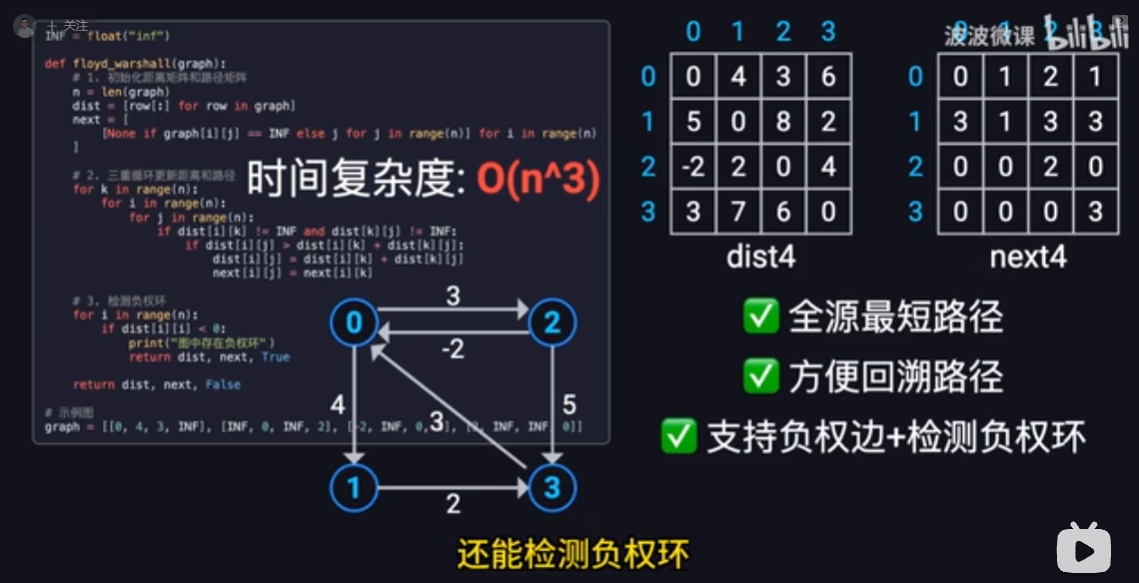 + 关注
INF = float("inf")
def floyd_warshall(graph):
# 1. 初始化距离矩阵和路径矩阵
n = len(graph)
dist = [row[:] for row in graph]
next = [
[None if graph[i][j] == INF else j for j in range(n)] for i in range(n)
]
# 2. 三重循环更新距离和路径
for k in range(n):
for i in range(n):
for j in range(n):
if dist[i][k] != INF and dist[k][j] != INF:
if dist[i][j] > dist[i][k] + dist[k][j]:
dist[i][j] = dist[i][k] + dist[k][j]
next[i][j] = next[i][k]
# 3. 检测负权环
for i in range(n):
if dist[i][i] < 0:
print("图中存在负权环")
return dist, next, True
return dist, next, False
# 示例图
graph = [[0, 4, 3, INF], [INF, 0, INF, 2], [-2, INF, 0, INF, INF 0]]
时间复杂度: O(n^3)
0 3 2
-2
4 3 5
1 2 3
0 1 2 3
0 0 4 3 6
1 5 0 8 2
2 -2 2 0 4
3 3 7 6 0
dist4
波波微课 bilibili
0 1 2 3
0 0 1 2 1
1 3 1 3 3
2 0 0 2 0
3 0 0 0 3
next4
全源最短路径
方便回溯路径
支持负权边+检测负权环
还能检测负权环